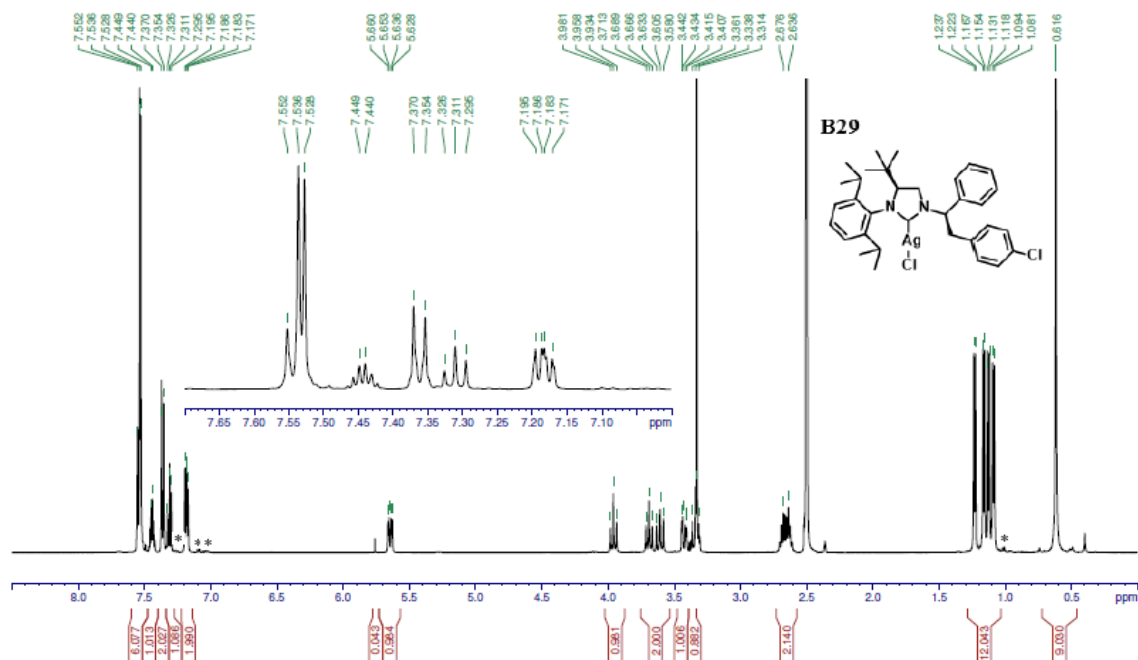 7.552 7.536 7.528 7.449 7.440 7.370 7.354 7.326 7.311 7.295 7.195 7.186 7.183 7.171
5.660 5.653 5.636 5.628
3.981 3.958 3.934 3.713 3.689 3.666 3.633 3.605 3.580 3.442 3.434 3.415 3.407 3.361 3.338 3.314
2.676 2.636
1.237 1.223 1.167 1.154 1.131 1.118 1.094 1.081
0.616
7.552 7.536 7.528
7.449 7.440
7.370 7.354 7.326 7.311 7.295
7.195 7.186 7.183 7.171
B29
N
N
Ag
Cl
Cl
7.65 7.60 7.55 7.50 7.45 7.40 7.35 7.30 7.25 7.20 7.15 7.10 ppm
* * * *
8.0 7.5 7.0 6.5 6.0 5.5 5.0 4.5 4.0 3.5 3.0 2.5 2.0 1.5 1.0 0.5 ppm
6.077 1.013 2.027 1.086 1.990 0.043 0.984 0.981 2.000 1.006 0.882 2.140 12.043 9.030